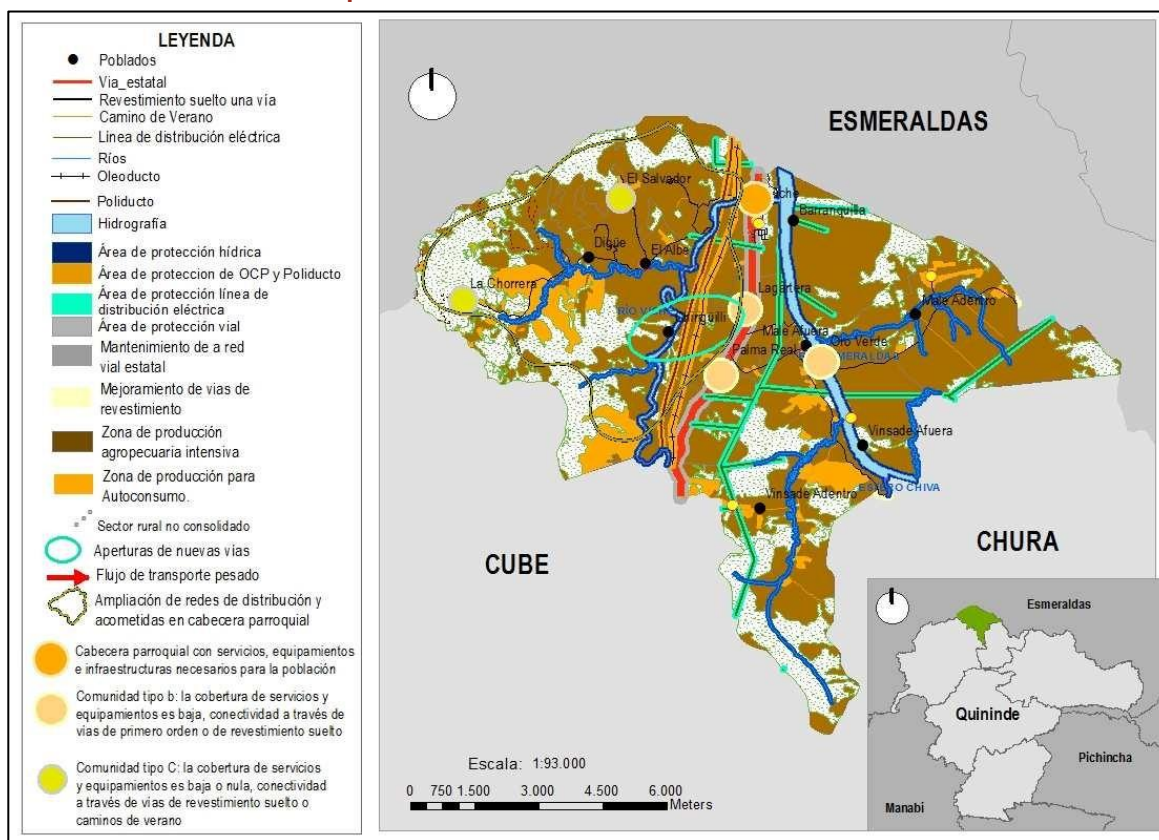 LEYENDA
Poblados
Via_estatal
Revestimiento suelto una vía
Camino de Verano
Linea de distribución eléctrica
Ríos
Oleoducto
Poliducto
Hidrografía
Área de protección hídrica
Área de proteccion de OCP y Poliducto
Área de protección línea de
distribución eléctrica
Área de protección vial
Mantenimiento de a red
vial estatal
Mejoramiento de vias de
revestimiento
Zona de producción
agropecuaria intensiva
Zona de producción para
Autoconsumo.
Sector rural no consolidado
Aperturas de nuevas vías
Flujo de transporte pesado
Ampliación de redes de distribución y
acometidas en cabecera parroquial
Cabecera parroquial con servicios, equipamientos
e infraestructuras necesarios para la población
Comunidad tipo b: la cobertura de servicios y
equipamientos es baja, conectividad a través de
vías de primero orden o de revestimiento suelto
Comunidad tipo C: la cobertura de servicios
y equipamientos es baja o nula, conectividad
a través de vias de revestimiento suelto o
caminos de verano
ESMERALDAS
El Salvador
Barranquilla
Digüe
El Albe
La Chorrera
Lagartera
Male Adentro
RÍO
Male Afuera
Palma Real
Oro Verde
Vinsade Afuera
ESTERO CHIVA
Vinsade Adentro
CUBE
CHURA
Escala: 1:93.000
0 750 1.500 3.000 4.500 6.000
Meters
Esmeraldas
Quininde
Pichincha
Manabi